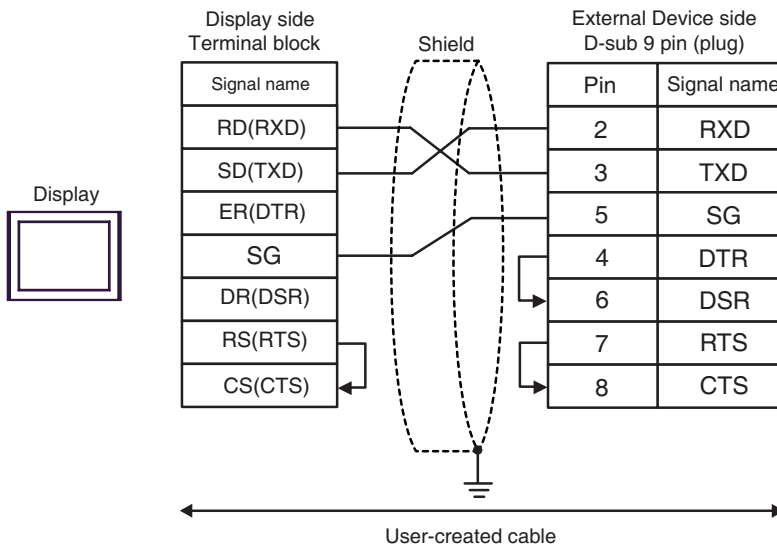 Display side
Terminal block
Shield
External Device side
D-sub 9 pin (plug)
Signal name
Pin
Signal name
RD(RXD)
2
RXD
SD(TXD)
3
TXD
Display
ER(DTR)
5
SG
SG
4
DTR
DR(DSR)
6
DSR
RS(RTS)
7
RTS
CS(CTS)
8
CTS
User-created cable